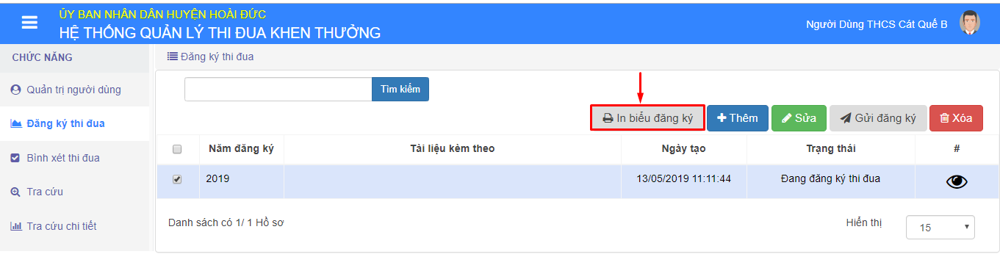 ỦY BAN NHÂN DÂN HUYỆN HOÀI ĐỨC
HỆ THỐNG QUẢN LÝ THI ĐUA KHEN THƯỞNG
Người Dùng THCS Cát Quế B
CHỨC NĂNG
Đăng ký thi đua
Quản trị người dùng
Tìm kiếm
Đăng ký thi đua
In biểu đăng ký Thêm Sửa Gửi đăng ký Xóa
Bình xét thi đua
Năm đăng ký Tài liệu kèm theo Ngày tạo Trạng thái #
2019 13/05/2019 11:11:44 Đang đăng ký thi đua
Tra cứu
Tra cứu chi tiết
Danh sách có 1/ 1 Hồ sơ Hiển thị 15